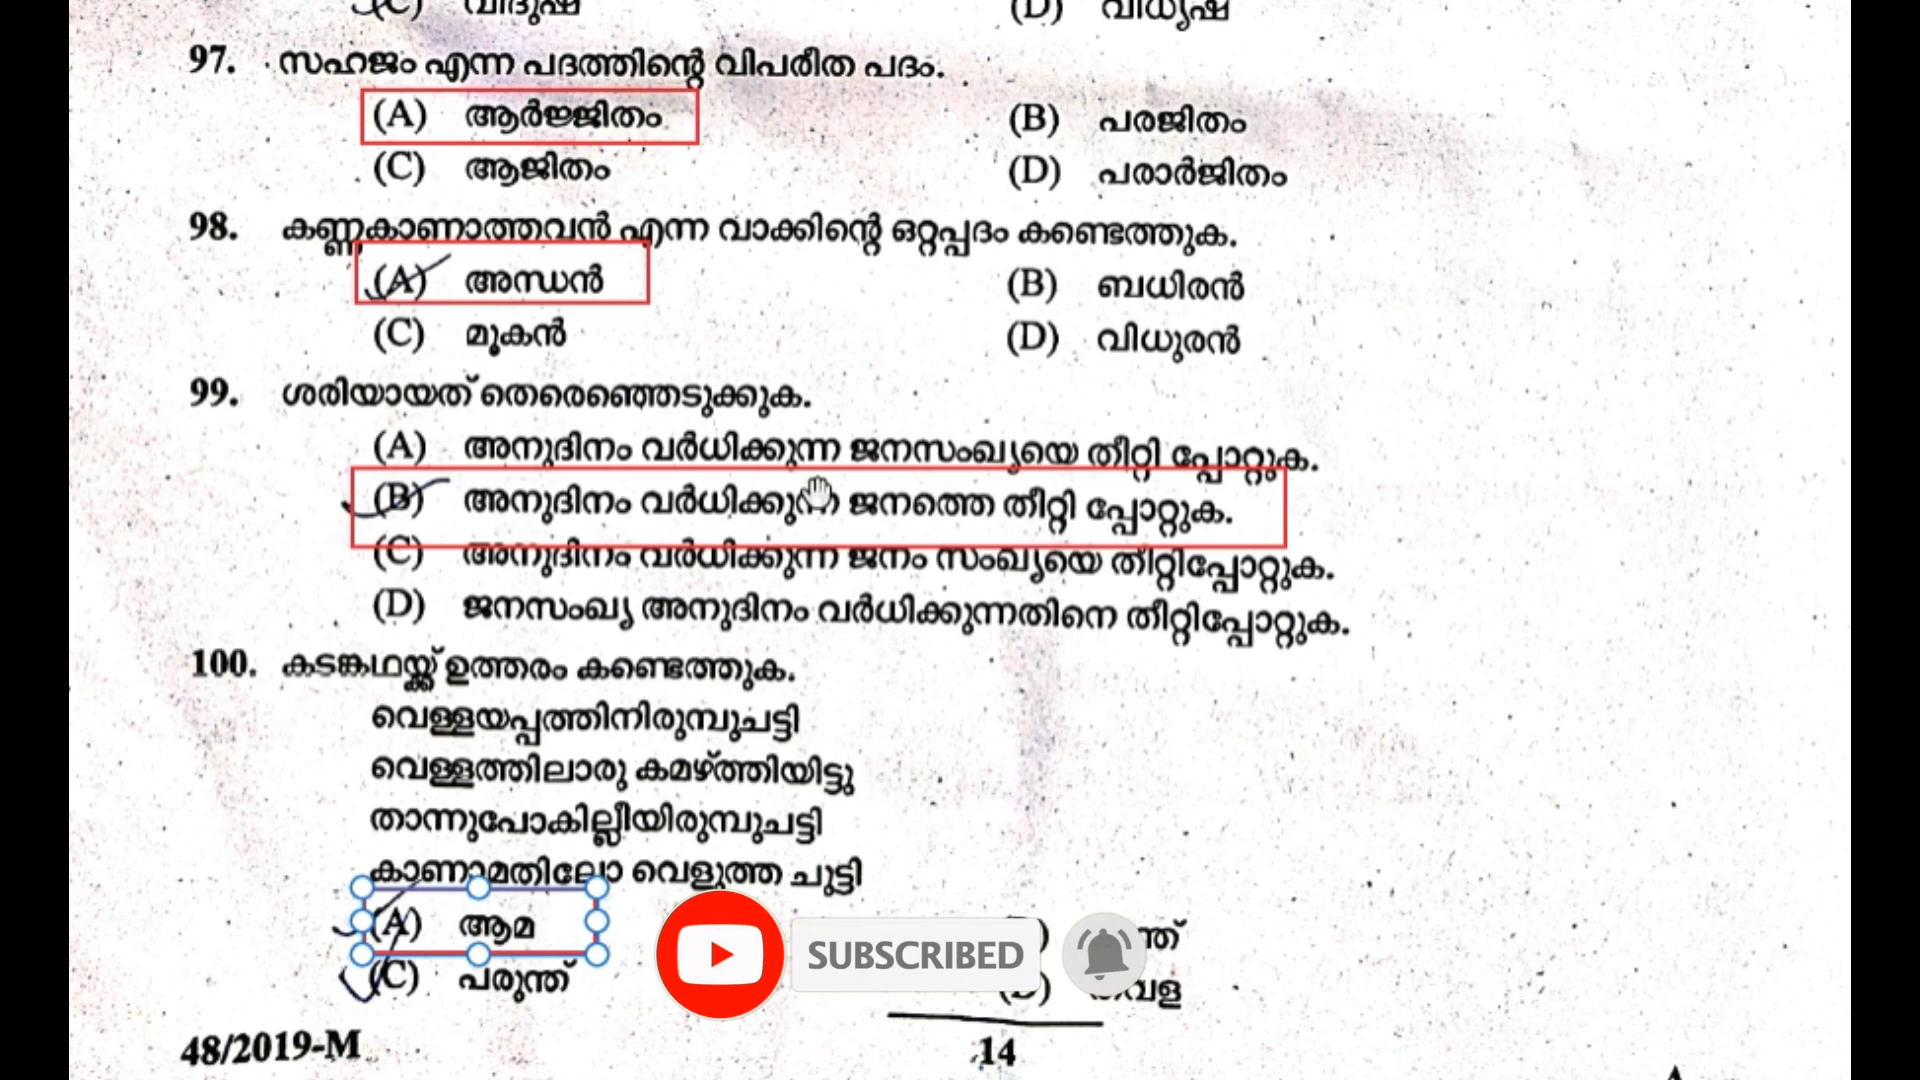 (C) വിദുഷി (D) വിധുഷി
97. സഹജം എന്ന പദത്തിന്റെ വിപരീത പദം.
(A) ആർജ്ജിതം (B) പരജിതം
(C) ആജിതം (D) പരാർജിതം
98. കണ്ണുകാണാത്തവൻ എന്ന വാക്കിന്റെ ഒറ്റപ്പദം കണ്ടെത്തുക.
(A) അന്ധൻ (B) ബധിരൻ
(C) മൂകൻ (D) വിധുരൻ
99. ശരിയായത് തെരെഞ്ഞെടുക്കുക.
(A) അനുദിനം വർധിക്കുന്ന ജനസംഖ്യയെ തീറ്റി പ്പോറ്റുക.
(B) അനുദിനം വർധിക്കുന്ന ജനത്തെ തീറ്റി പ്പോറ്റുക.
(C) അനുദിനം വർധിക്കുന്ന ജനം സംഖ്യയെ തീറ്റിപ്പോറ്റുക.
(D) ജനസംഖ്യ അനുദിനം വർധിക്കുന്നതിനെ തീറ്റിപ്പോറ്റുക.
100. കടങ്കഥയ്ക്ക് ഉത്തരം കണ്ടെത്തുക.
വെള്ളയപ്പത്തിനിരുമ്പുചട്ടി
വെള്ളത്തിലാരു കമഴ്ത്തിയിട്ടു
താന്നുപോകില്ലീയിരുമ്പുചട്ടി
കാണാമതിലോ വെളുത്ത ചുട്ടി
(A) ആമ
SUBSCRIBED
(C) പരുന്ത് (D)
48/2019-M 14